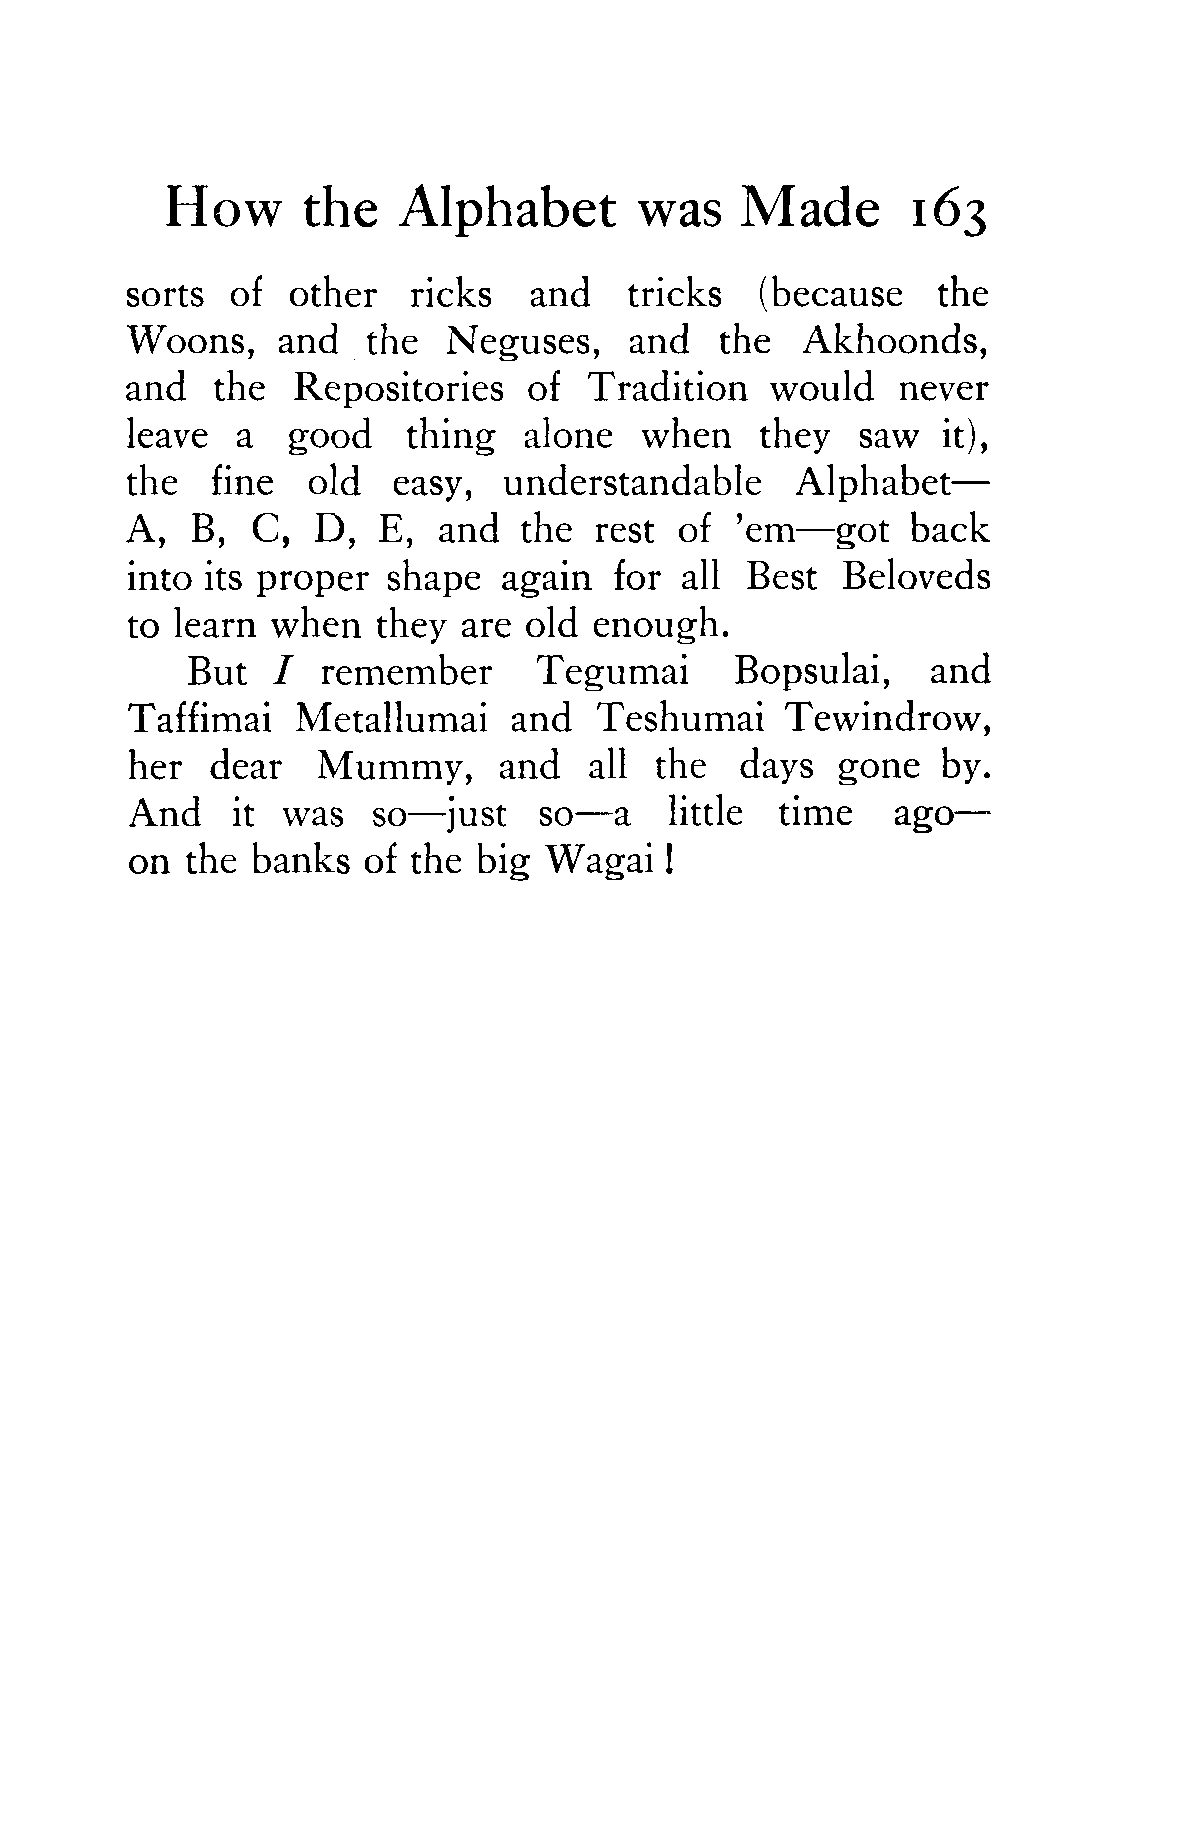 How the Alphabet was Made 163
sorts of other ricks and tricks (because the
Woons, and the Neguses, and the Akhoonds,
and the Repositories of Tradition would never
leave a good thing alone when they saw it),
the fine old easy, understandable Alphabet—
A, B, C, D, E, and the rest of ’em—got back
into its proper shape again for all Best Beloveds
to learn when they are old enough.
But I remember Tegumai Bopsulai, and
Taffimai Metallumai and Teshumai Tewindrow,
her dear Mummy, and all the days gone by.
And it was so—just so—a little time ago—
on the banks of the big Wagai !